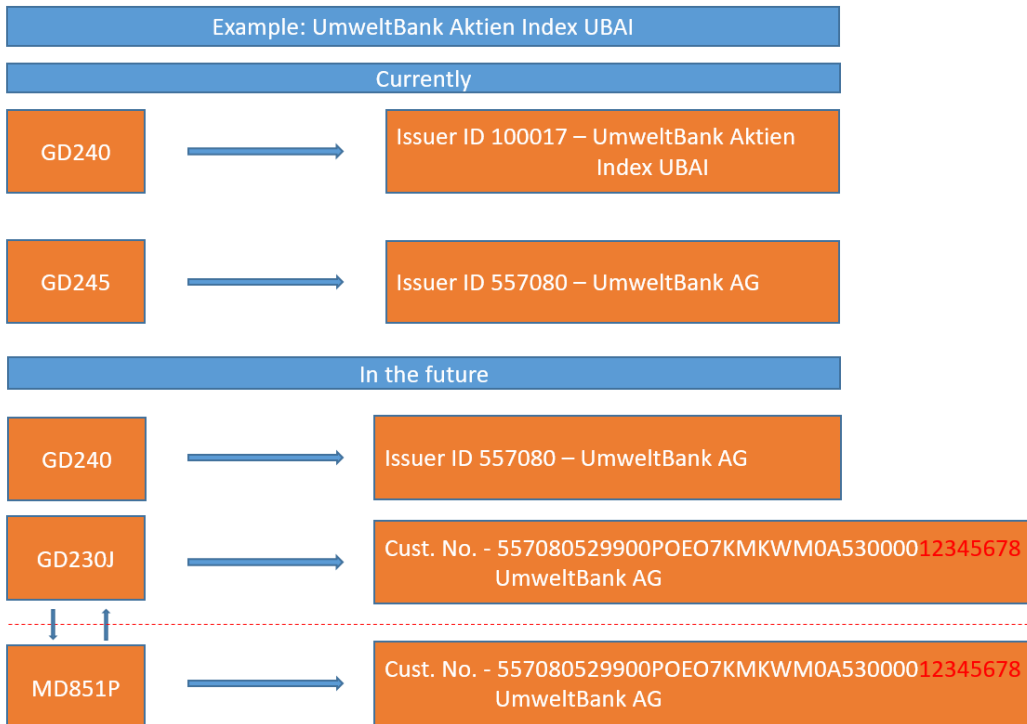 Example: UmweltBank Aktien Index UBAI
Currently
GD240
Issuer ID 100017 – UmweltBank Aktien
Index UBAI
GD245
Issuer ID 557080 – UmweltBank AG
In the future
GD240
Issuer ID 557080 – UmweltBank AG
GD230J
Cust. No. - 557080529900POEO7KMKWM0A53000012345678
UmweltBank AG
MD851P
Cust. No. - 557080529900POEO7KMKWM0A53000012345678
UmweltBank AG